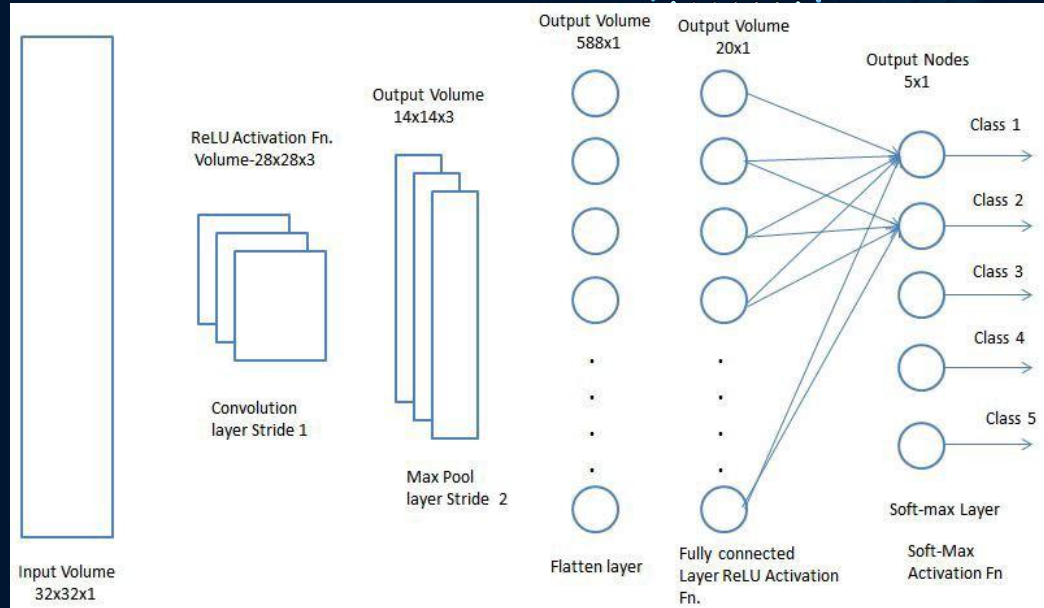 Input Volume
32x32x1
ReLU Activation Fn.
Volume-28x28x3
Convolution
layer Stride 1
Output Volume
14x14x3
Max Pool
layer Stride 2
Output Volume
588x1
Flatten layer
Output Volume
20x1
Fully connected
Layer ReLU Activation
Fn.
Output Nodes
5x1
Class 1
Class 2
Class 3
Class 4
Class 5
Soft-max Layer
Soft-Max
Activation Fn